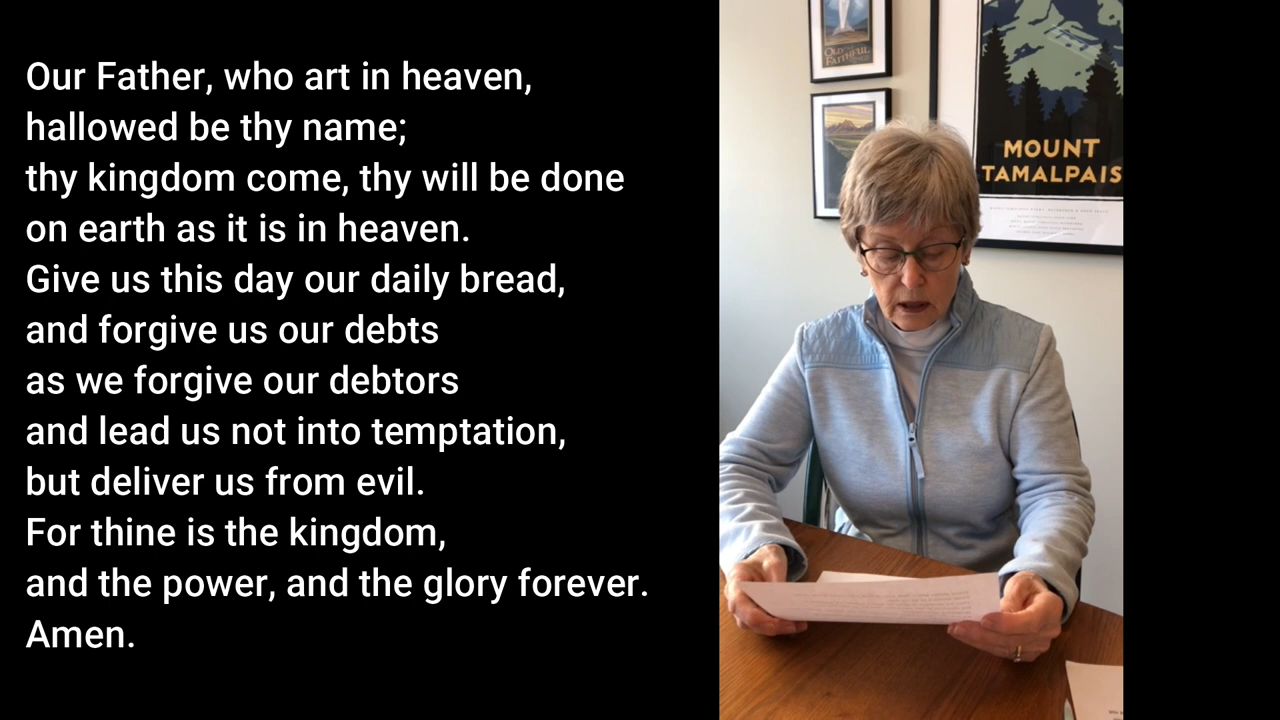 Our Father, who art in heaven,
hallowed be thy name;
thy kingdom come, thy will be done
on earth as it is in heaven.
Give us this day our daily bread,
and forgive us our debts
as we forgive our debtors
and lead us not into temptation,
but deliver us from evil.
For thine is the kingdom,
and the power, and the glory forever.
Amen.
OLD
FAITHFUL
MOUNT
TAMALPAIS